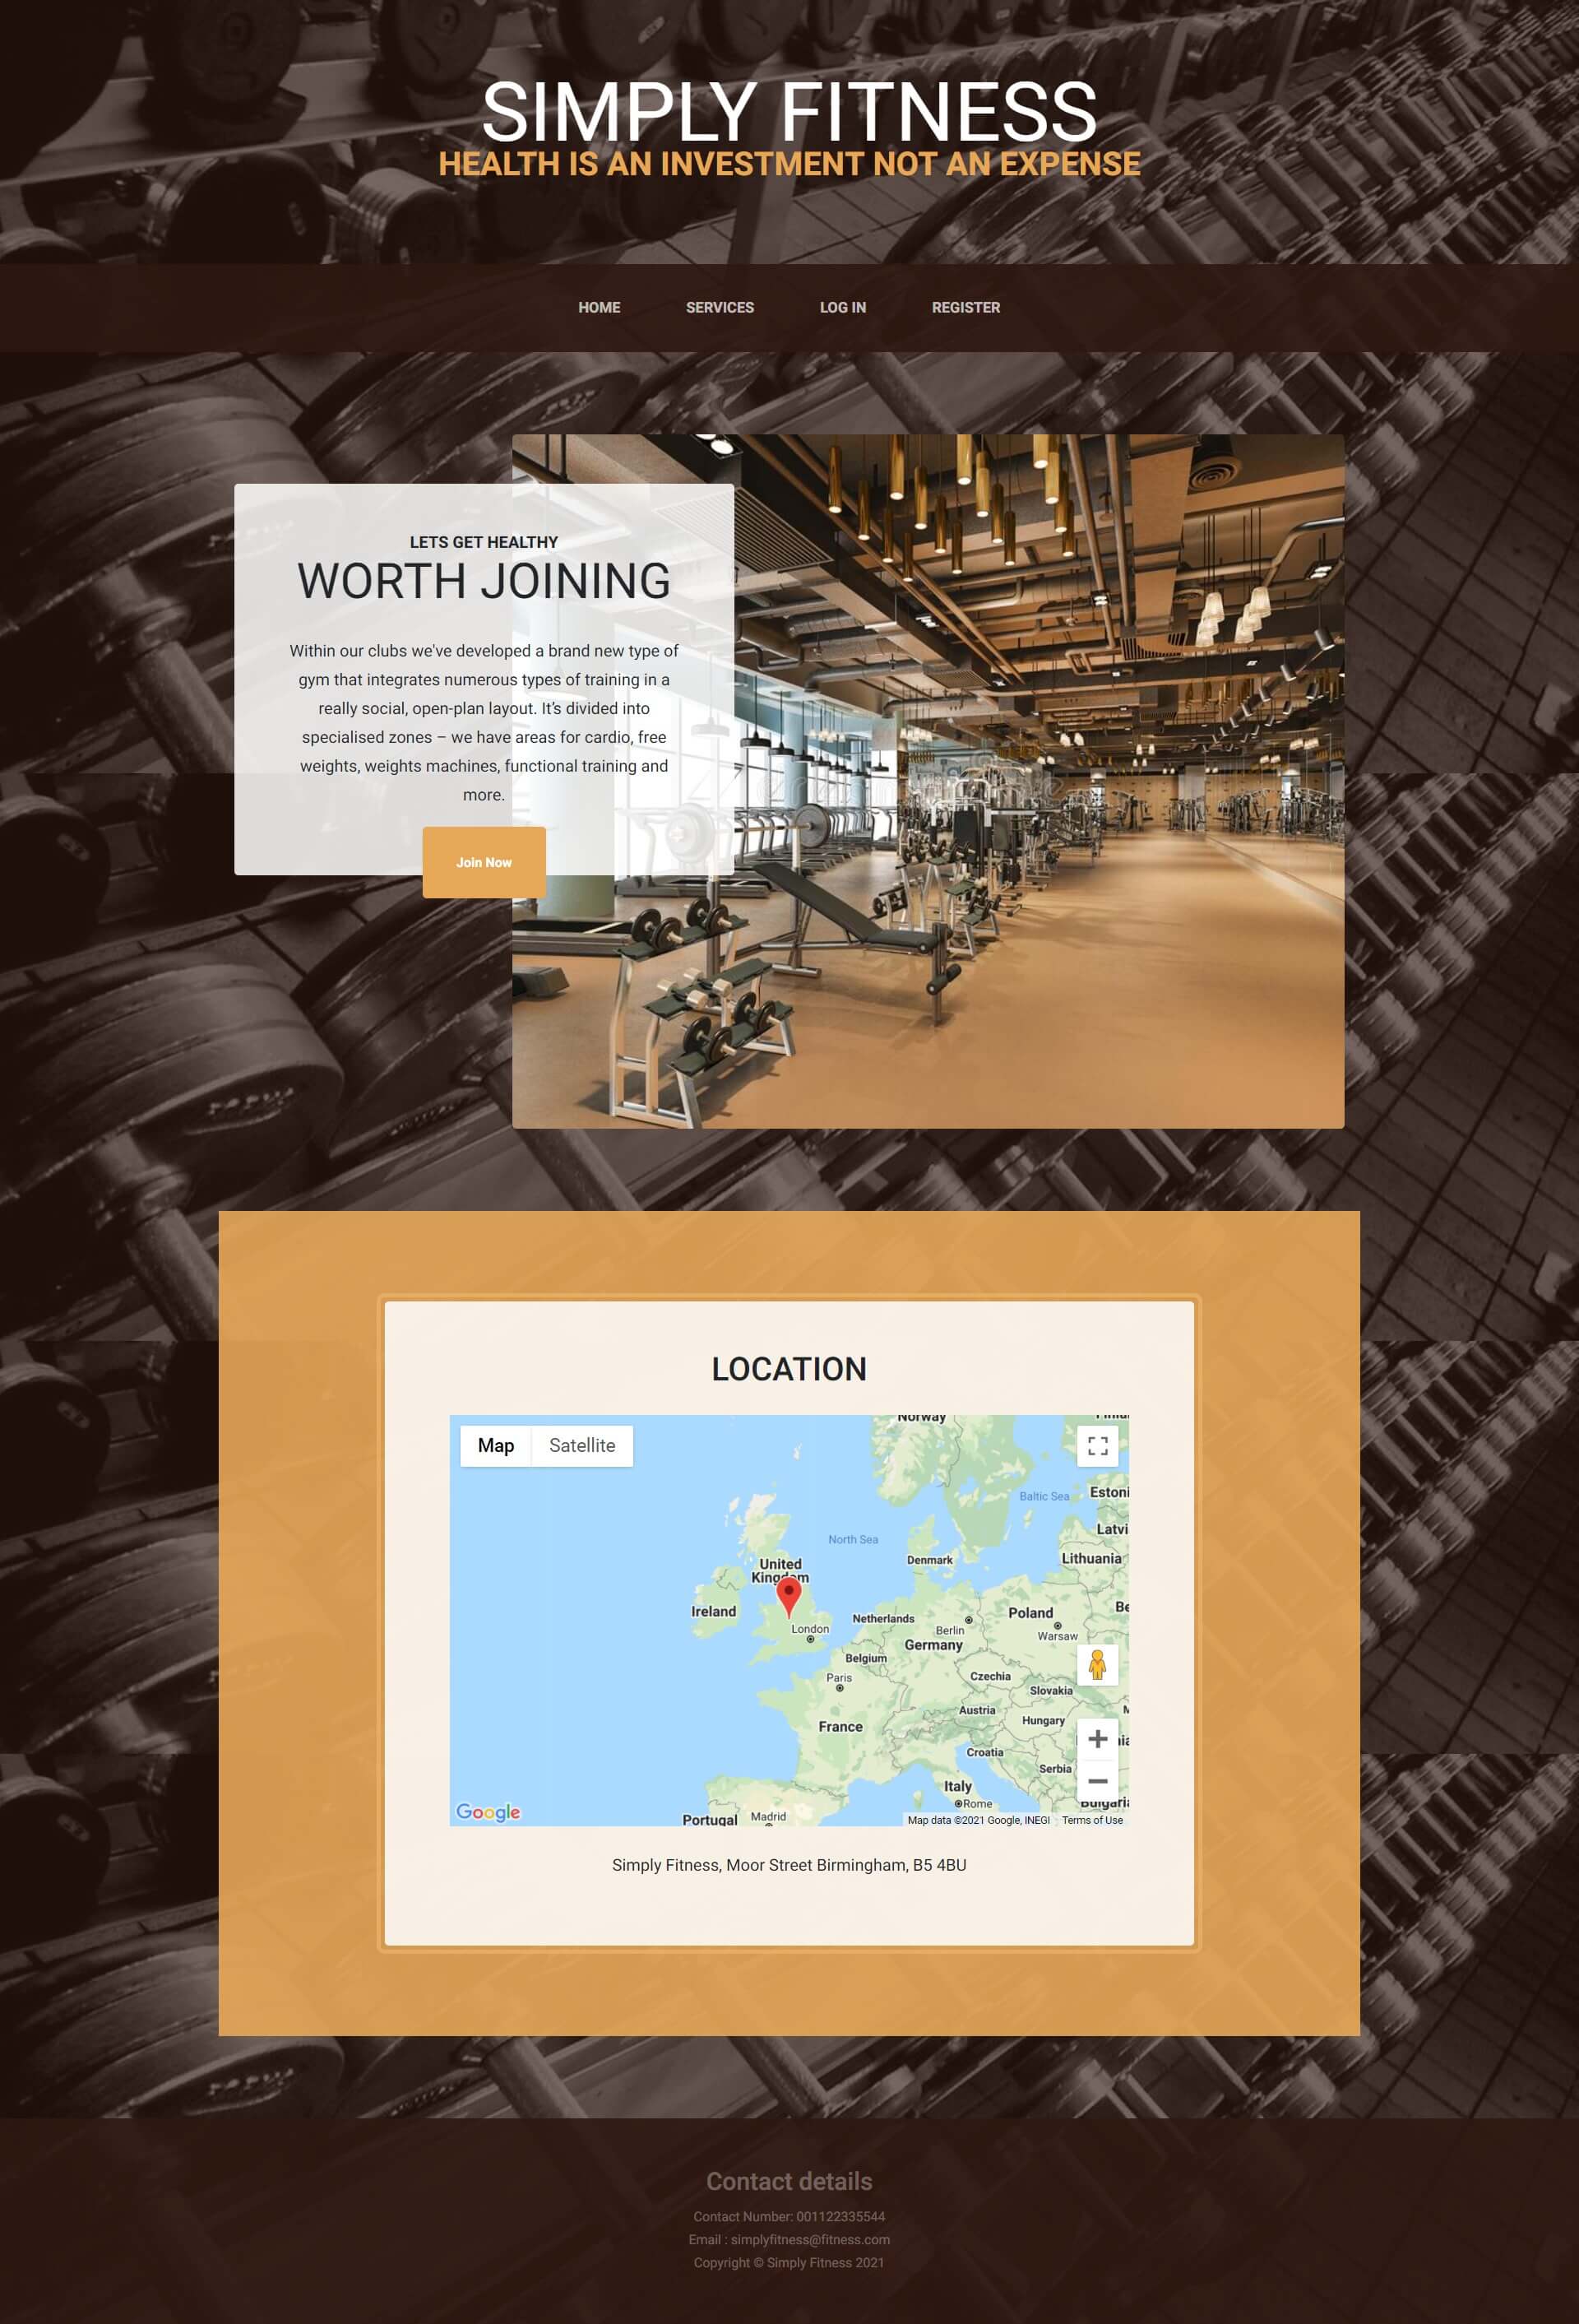 SIMPLY FITNESS
HEALTH IS AN INVESTMENT NOT AN EXPENSE
HOME SERVICES LOG IN REGISTER
LETS GET HEALTHY
WORTH JOINING
Within our clubs we've developed a brand new type of
gym that integrates numerous types of training in a
really social, open-plan layout. It's divided into
specialised zones – we have areas for cardio, free
weights, weights machines, functional training and
more.
Join Now
LOCATION
Map Satellite
Norway
Baltic Sea
Estoni
Latvi
North Sea
Denmark
Lithuania
United
Kingdom
Ireland
Netherlands
Poland
Be
London
Berlin
Warsaw
Germany
Belgium
Paris
Czechia
Slovakia
Austria
France
Hungary
Croatia
Serbia
Italy
Rome
Bulgaria
Portugal
Madrid
Google
Map data ©2021 Google, INEGI Terms of Use
Simply Fitness, Moor Street Birmingham, B5 4BU
Contact details
Contact Number: 001122335544
Email : simplyfitness@fitness.com
Copyright © Simply Fitness 2021